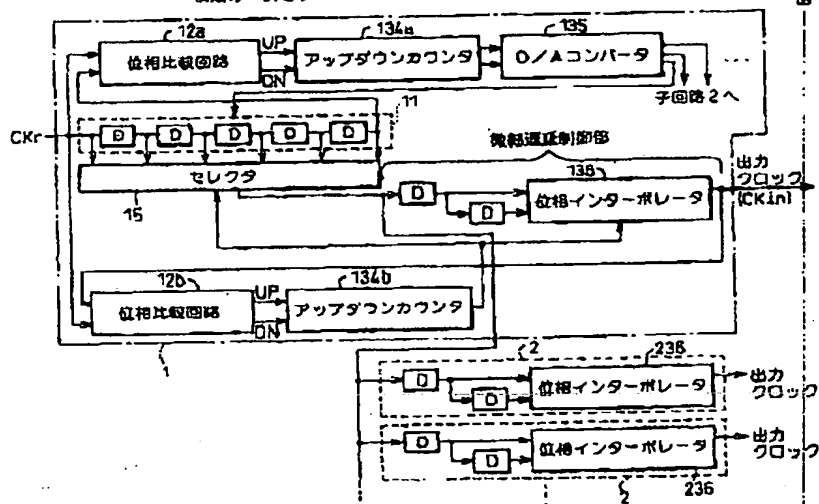 12a
134a
135
位相比較回路
UP
DN
アップダウンカウンタ
D/Aコンバータ
子回路2へ
11
CKr
D
D
D
D
D
セレクタ
15
微細遅延制御部
136
D
D
位相インターポレータ
出力
クロック
(CKin)
12b
134b
位相比較回路
UP
DN
アップダウンカウンタ
1
2
236
D
D
位相インターポレータ
出力
クロック
D
D
位相インターポレータ
出力
クロック
2
236